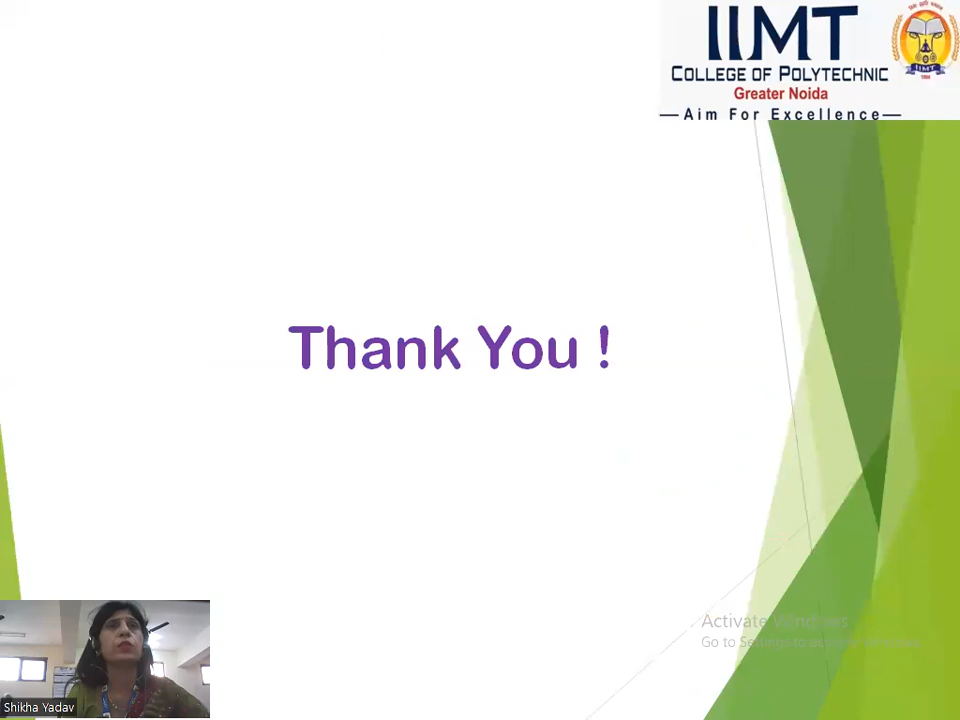 IIMT
COLLEGE OF POLYTECHNIC
Greater Noida
—Aim For Excellence—
IIMT
Thank You !
Activate Windows
Go to Settings to activate Windows.
Shikha Yadav